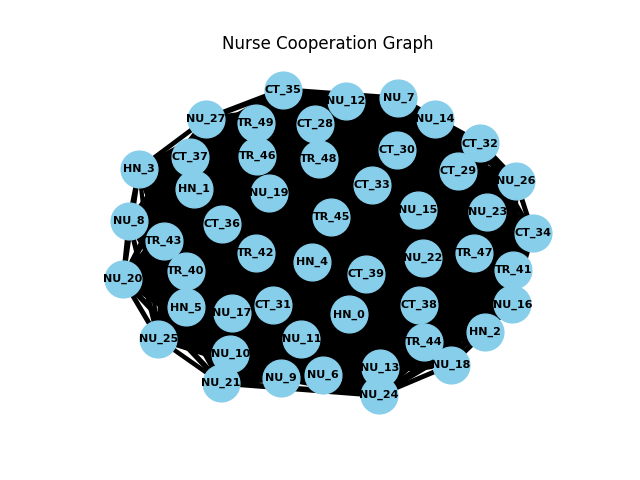 Nurse Cooperation Graph
CT_35
NU_12
NU_7
NU_27
TR_49
CT_28
NU_14
CT_32
CT_37
TR_46
TR_48
CT_30
CT_29
HN_3
HN_1
NU_19
CT_33
NU_26
NU_8
CT_36
TR_45
NU_15
NU_23
CT_34
TR_43
TR_42
HN_4
NU_22
TR_47
NU_20
TR_40
CT_39
TR_41
HN_5
NU_17
CT_31
HN_0
CT_38
NU_16
NU_25
NU_10
NU_11
TR_44
HN_2
NU_21
NU_9
NU_6
NU_13
NU_18
NU_24